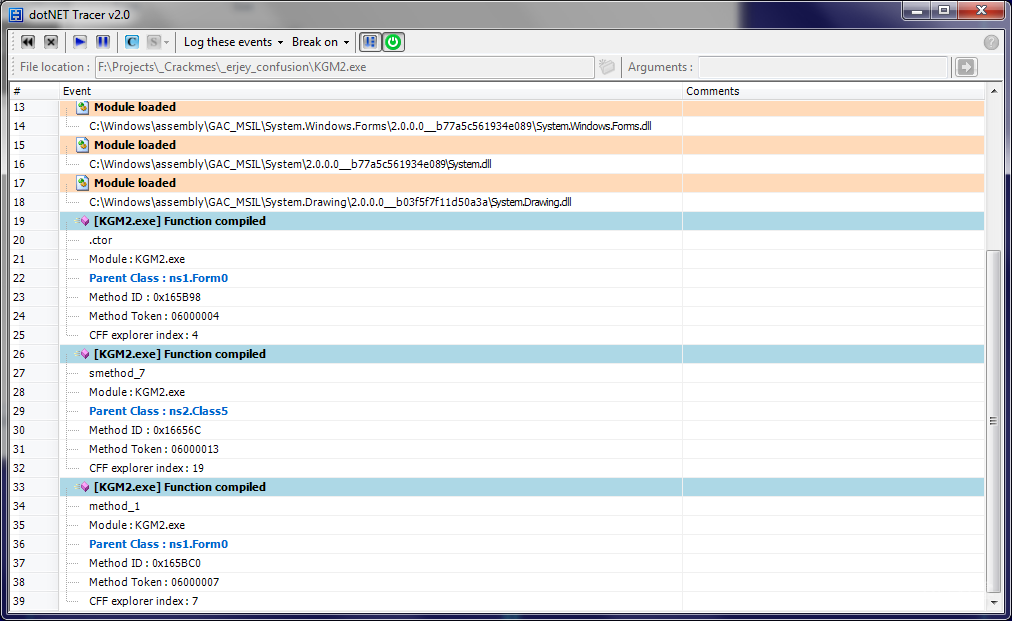 dotNET Tracer v2.0
C S Log these events Break on
File location : F:\Projects\_Crackmes\_erjey_confusion\KGM2.exe Arguments : ?
# Event Comments
13 Module loaded
14 C:\Windows\assembly\GAC_MSIL\System.Windows.Forms\2.0.0.0__b77a5c561934e089\System.Windows.Forms.dll
15 Module loaded
16 C:\Windows\assembly\GAC_MSIL\System\2.0.0.0__b77a5c561934e089\System.dll
17 Module loaded
18 C:\Windows\assembly\GAC_MSIL\System.Drawing\2.0.0.0__b03f5f7f11d50a3a\System.Drawing.dll
19 [KGM2.exe] Function compiled
20 .ctor
21 Module : KGM2.exe
22 Parent Class : ns1.Form0
23 Method ID : 0x165B98
24 Method Token : 06000004
25 CFF explorer index : 4
26 [KGM2.exe] Function compiled
27 smethod_7
28 Module : KGM2.exe
29 Parent Class : ns2.Class5
30 Method ID : 0x16656C
31 Method Token : 06000013
32 CFF explorer index : 19
33 [KGM2.exe] Function compiled
34 method_1
35 Module : KGM2.exe
36 Parent Class : ns1.Form0
37 Method ID : 0x165BC0
38 Method Token : 06000007
39 CFF explorer index : 7